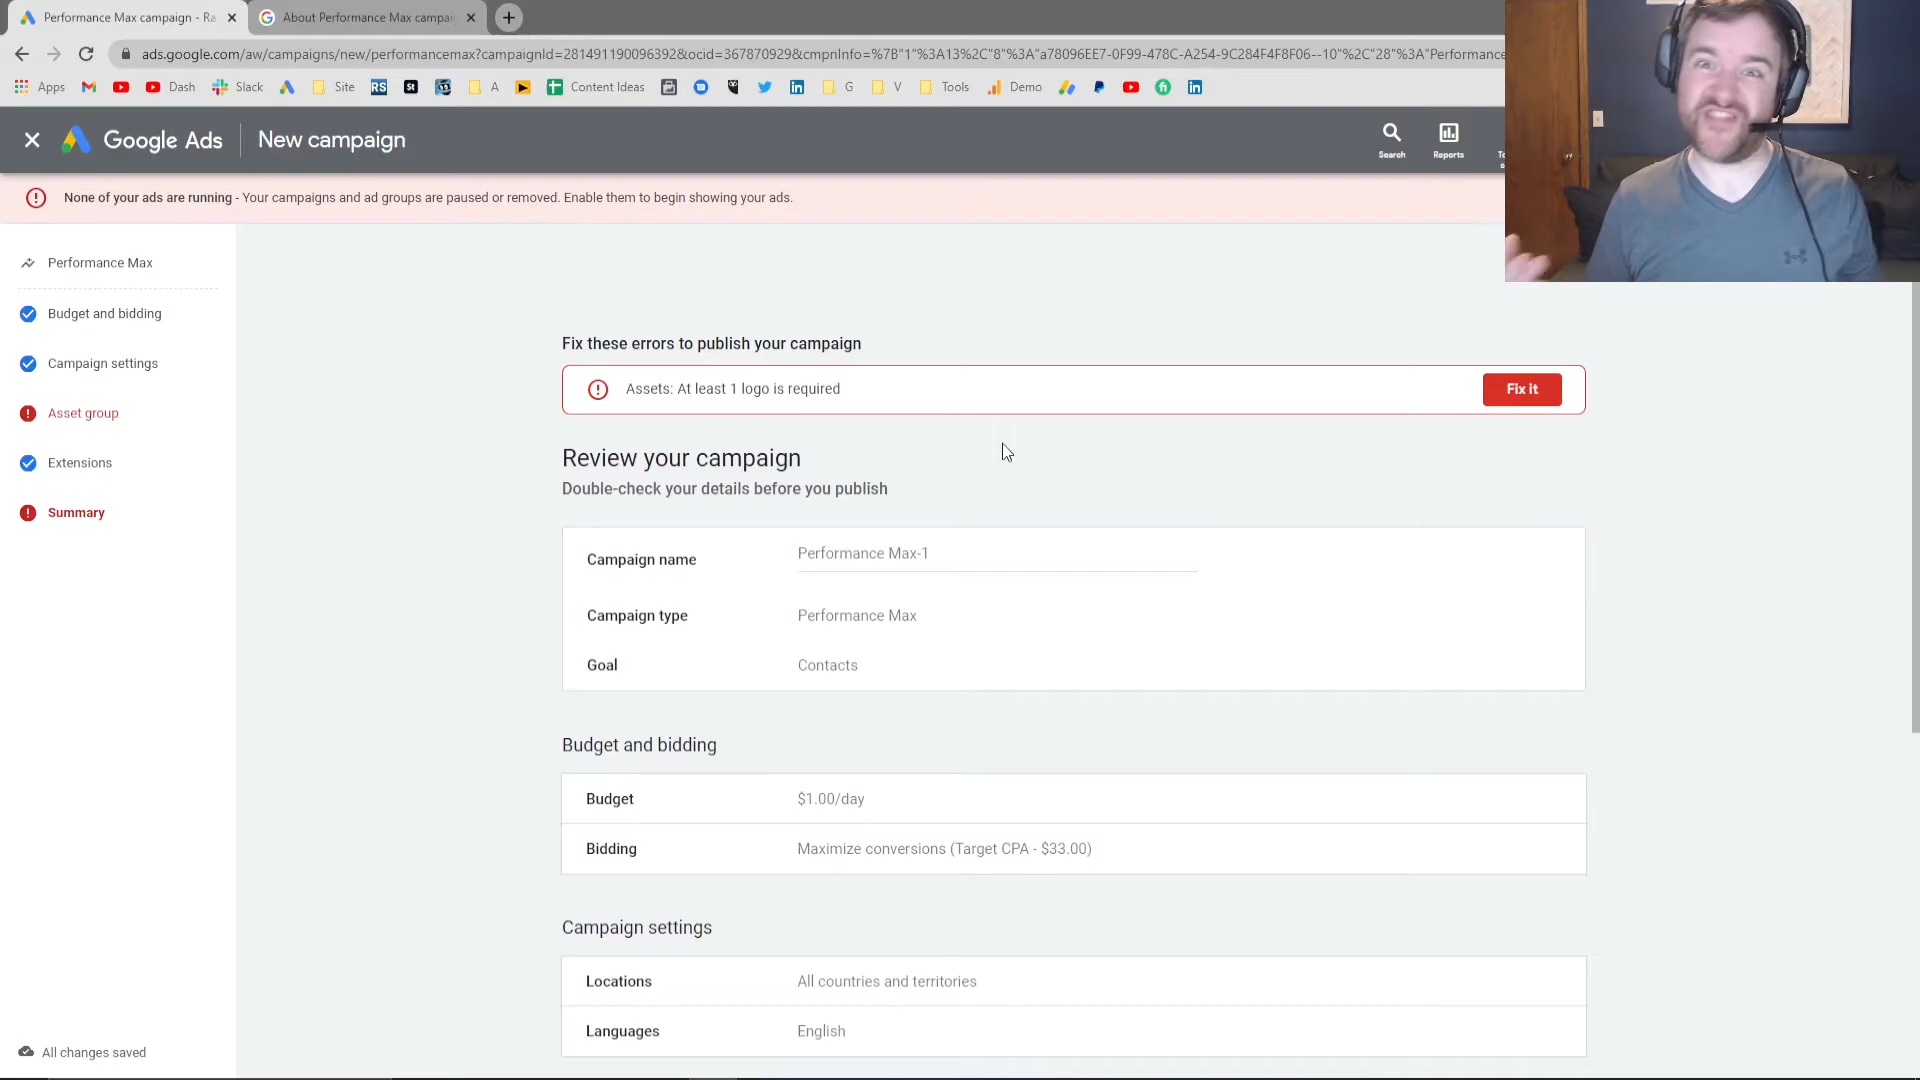 Performance Max campaign - Ra
About Performance Max campai
ads.google.com/aw/campaigns/new/performancemax?campaignId=281491190096392&ocid=367870929&cmpnInfo=%7B"1"%3A13%2C"8"%3A"a78096EE7-0F99-478C-A254-9C284F4F8F06--10"%2C"28"%3A"Performance
Apps
Dash
Slack
Site
RS
St
A
Content Ideas
G
V
Tools
Demo
Google Ads
New campaign
Search
Reports
None of your ads are running - Your campaigns and ad groups are paused or removed. Enable them to begin showing your ads.
Performance Max
Budget and bidding
Campaign settings
Asset group
Extensions
Summary
All changes saved
Fix these errors to publish your campaign
Assets: At least 1 logo is required
Fix it
Review your campaign
Double-check your details before you publish
Campaign name
Performance Max-1
Campaign type
Performance Max
Goal
Contacts
Budget and bidding
Budget
$1.00/day
Bidding
Maximize conversions (Target CPA - $33.00)
Campaign settings
Locations
All countries and territories
Languages
English